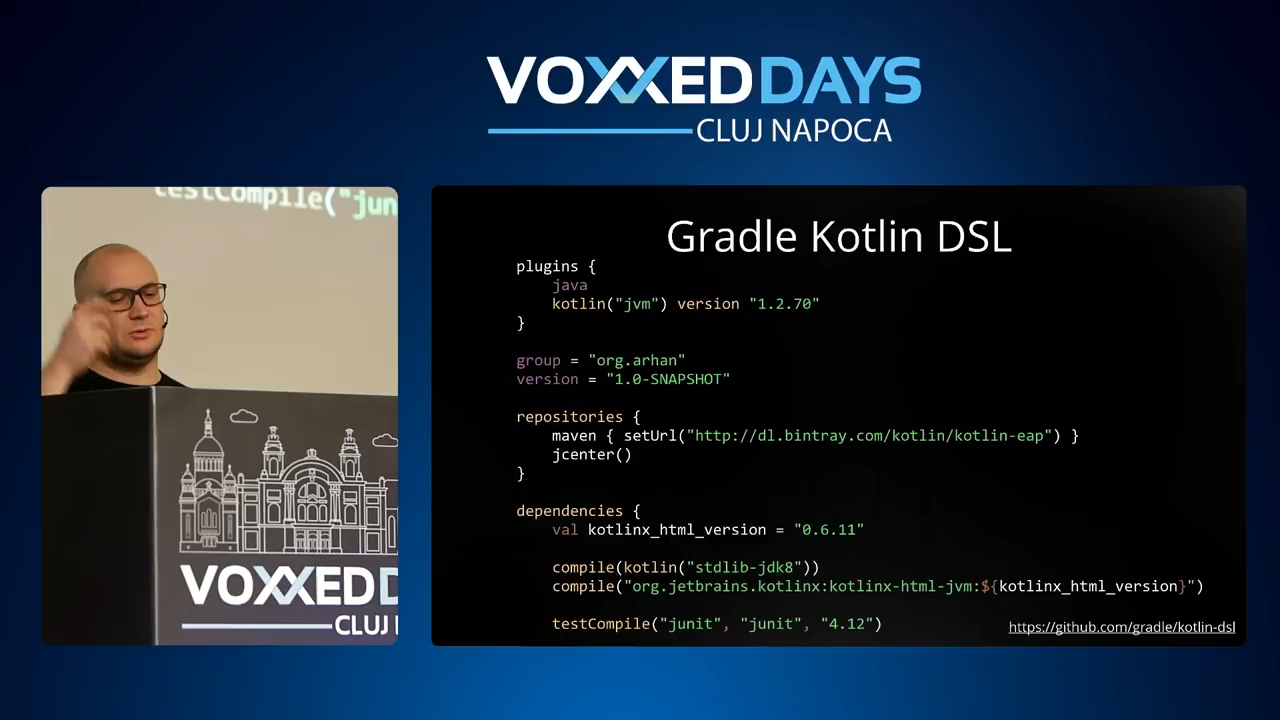 VOXXED DAYS
CLUJ NAPOCA
testCompile("jun
VOXXED D
CLUJ
Gradle Kotlin DSL
plugins {
java
kotlin("jvm") version "1.2.70"
}
group = "org.arhan"
version = "1.0-SNAPSHOT"
repositories {
maven { setUrl("http://dl.bintray.com/kotlin/kotlin-eap") }
jcenter()
}
dependencies {
val kotlinx_html_version = "0.6.11"
compile(kotlin("stdlib-jdk8"))
compile("org.jetbrains.kotlinx:kotlinx-html-jvm:${kotlinx_html_version}")
testCompile("junit", "junit", "4.12")
https://github.com/gradle/kotlin-dsl